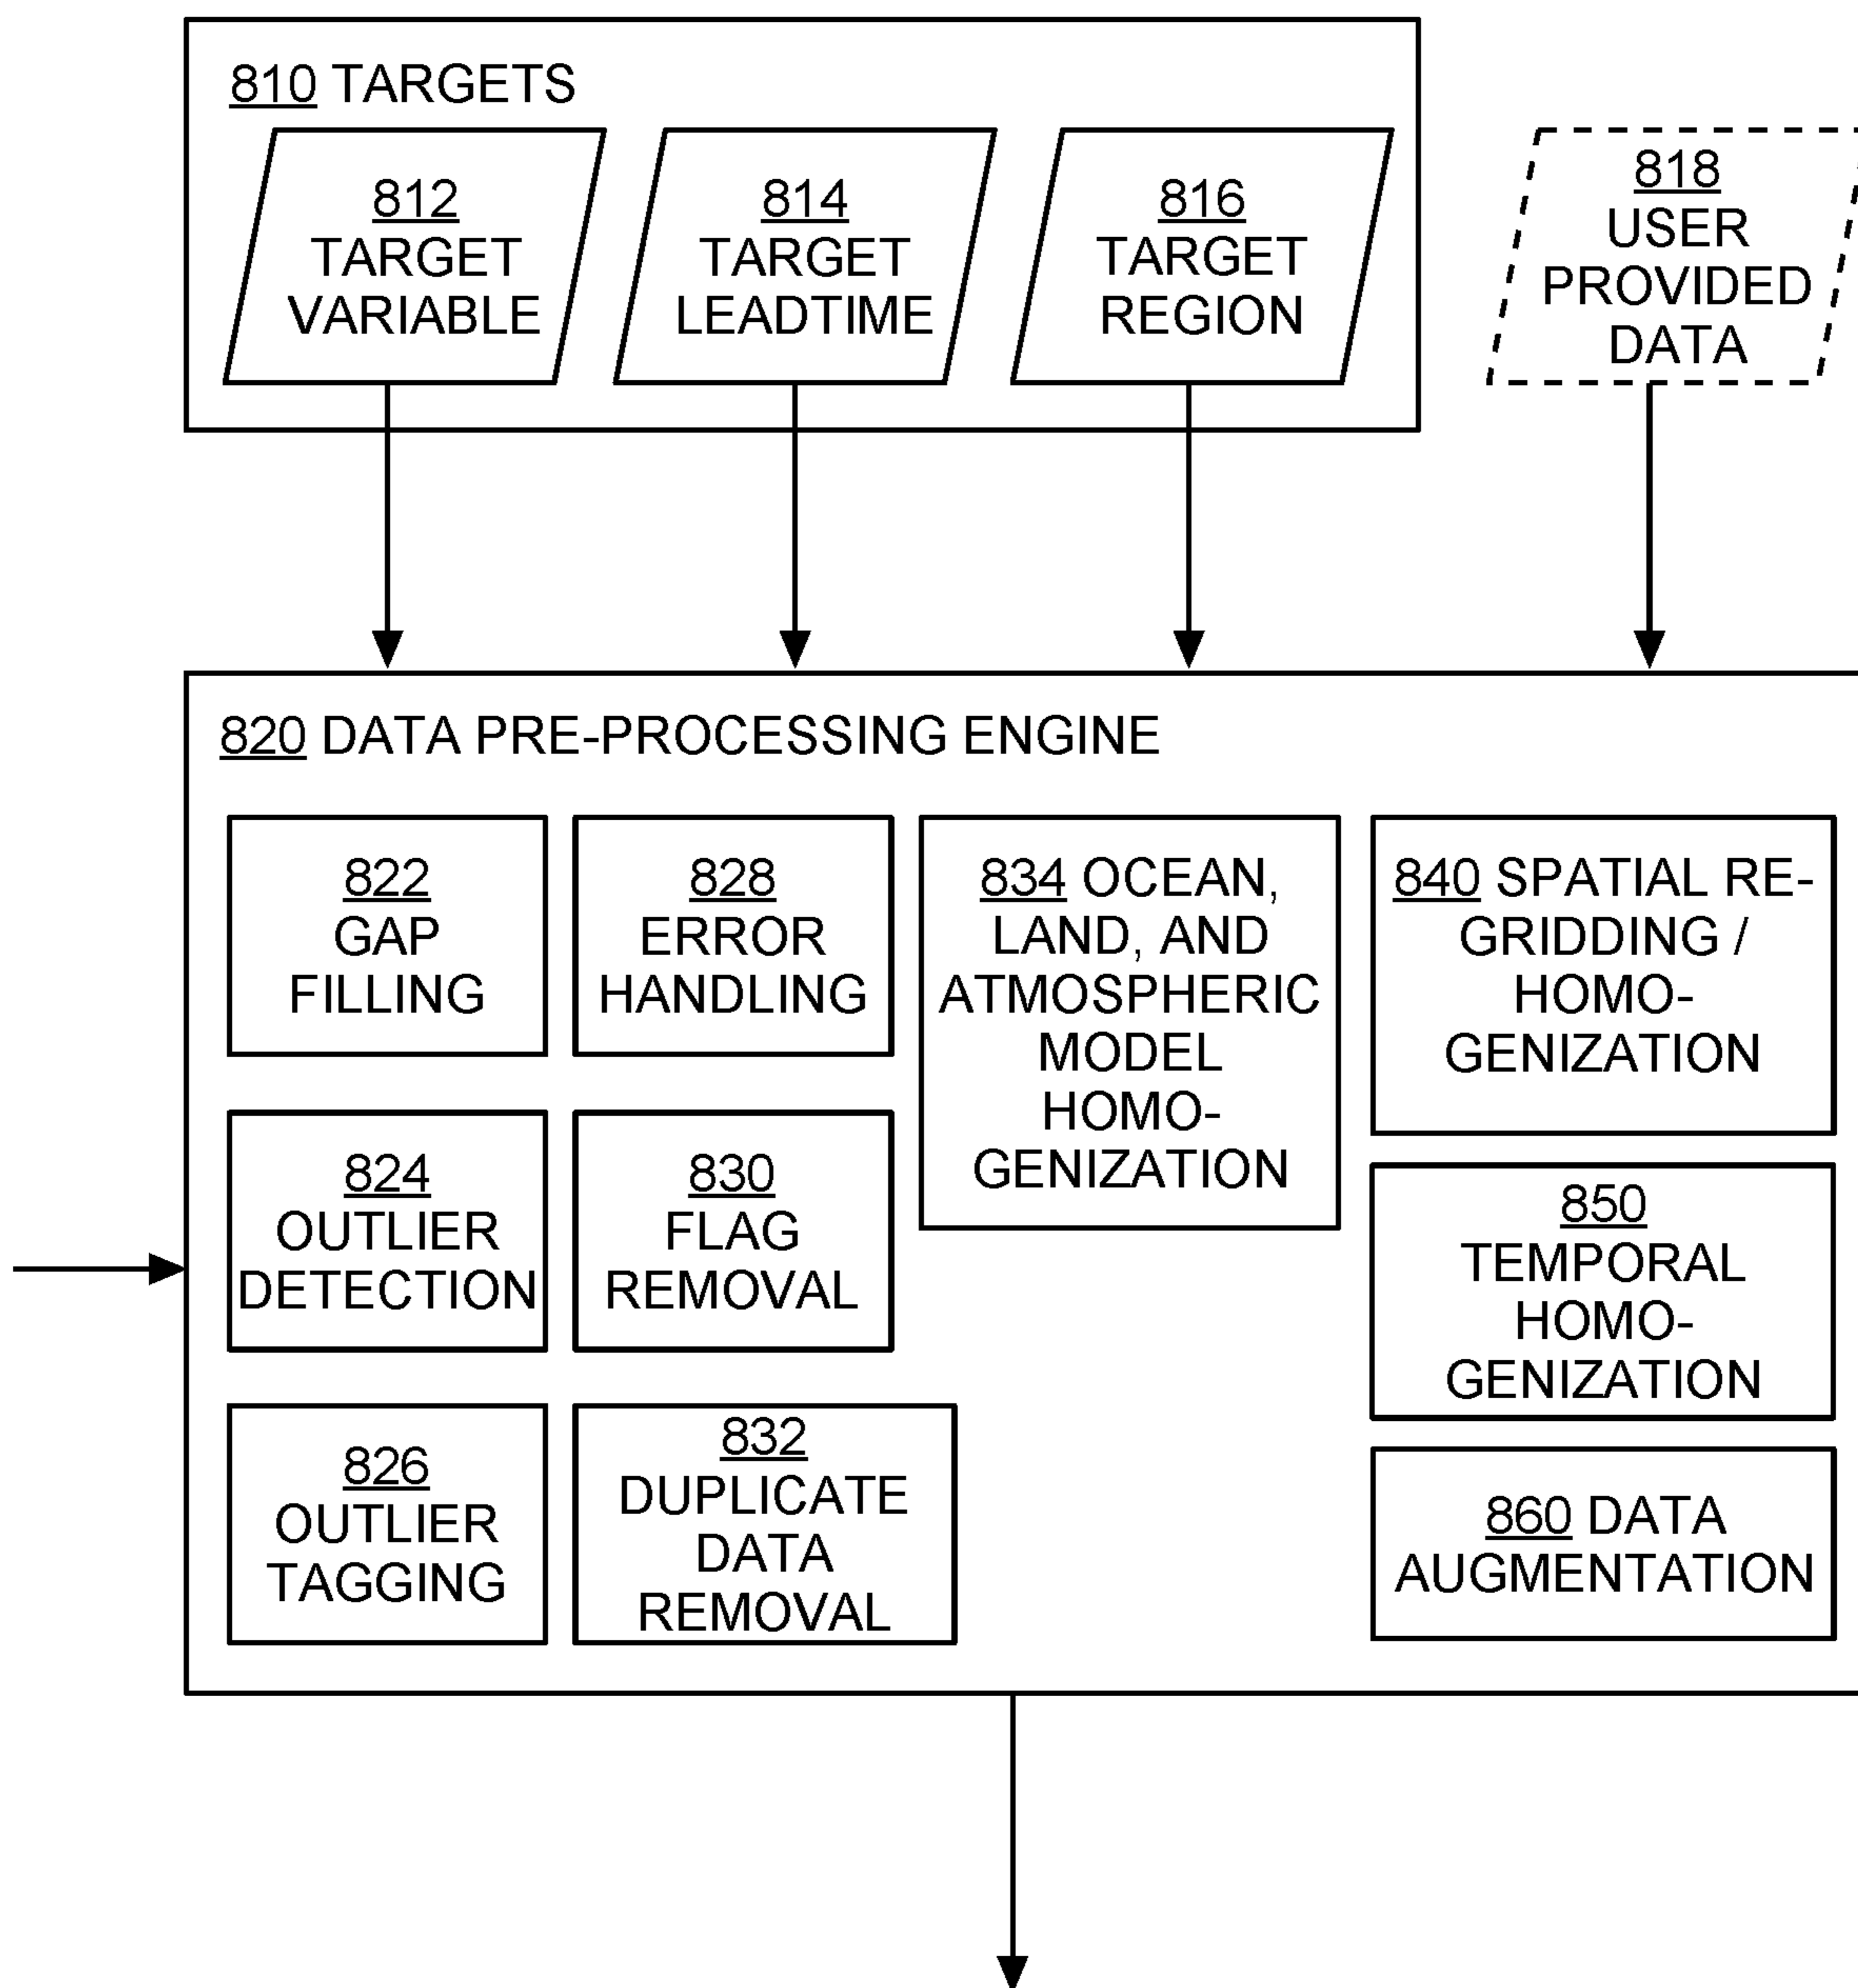 810 TARGETS
812
TARGET
VARIABLE
814
TARGET
LEADTIME
816
TARGET
REGION
818
USER
PROVIDED
DATA
820 DATA PRE-PROCESSING ENGINE
822
GAP
FILLING
828
ERROR
HANDLING
834 OCEAN,
LAND, AND
ATMOSPHERIC
MODEL
HOMO-
GENIZATION
840 SPATIAL RE-
GRIDDING /
HOMO-
GENIZATION
824
OUTLIER
DETECTION
830
FLAG
REMOVAL
850
TEMPORAL
HOMO-
GENIZATION
826
OUTLIER
TAGGING
832
DUPLICATE
DATA
REMOVAL
860 DATA
AUGMENTATION